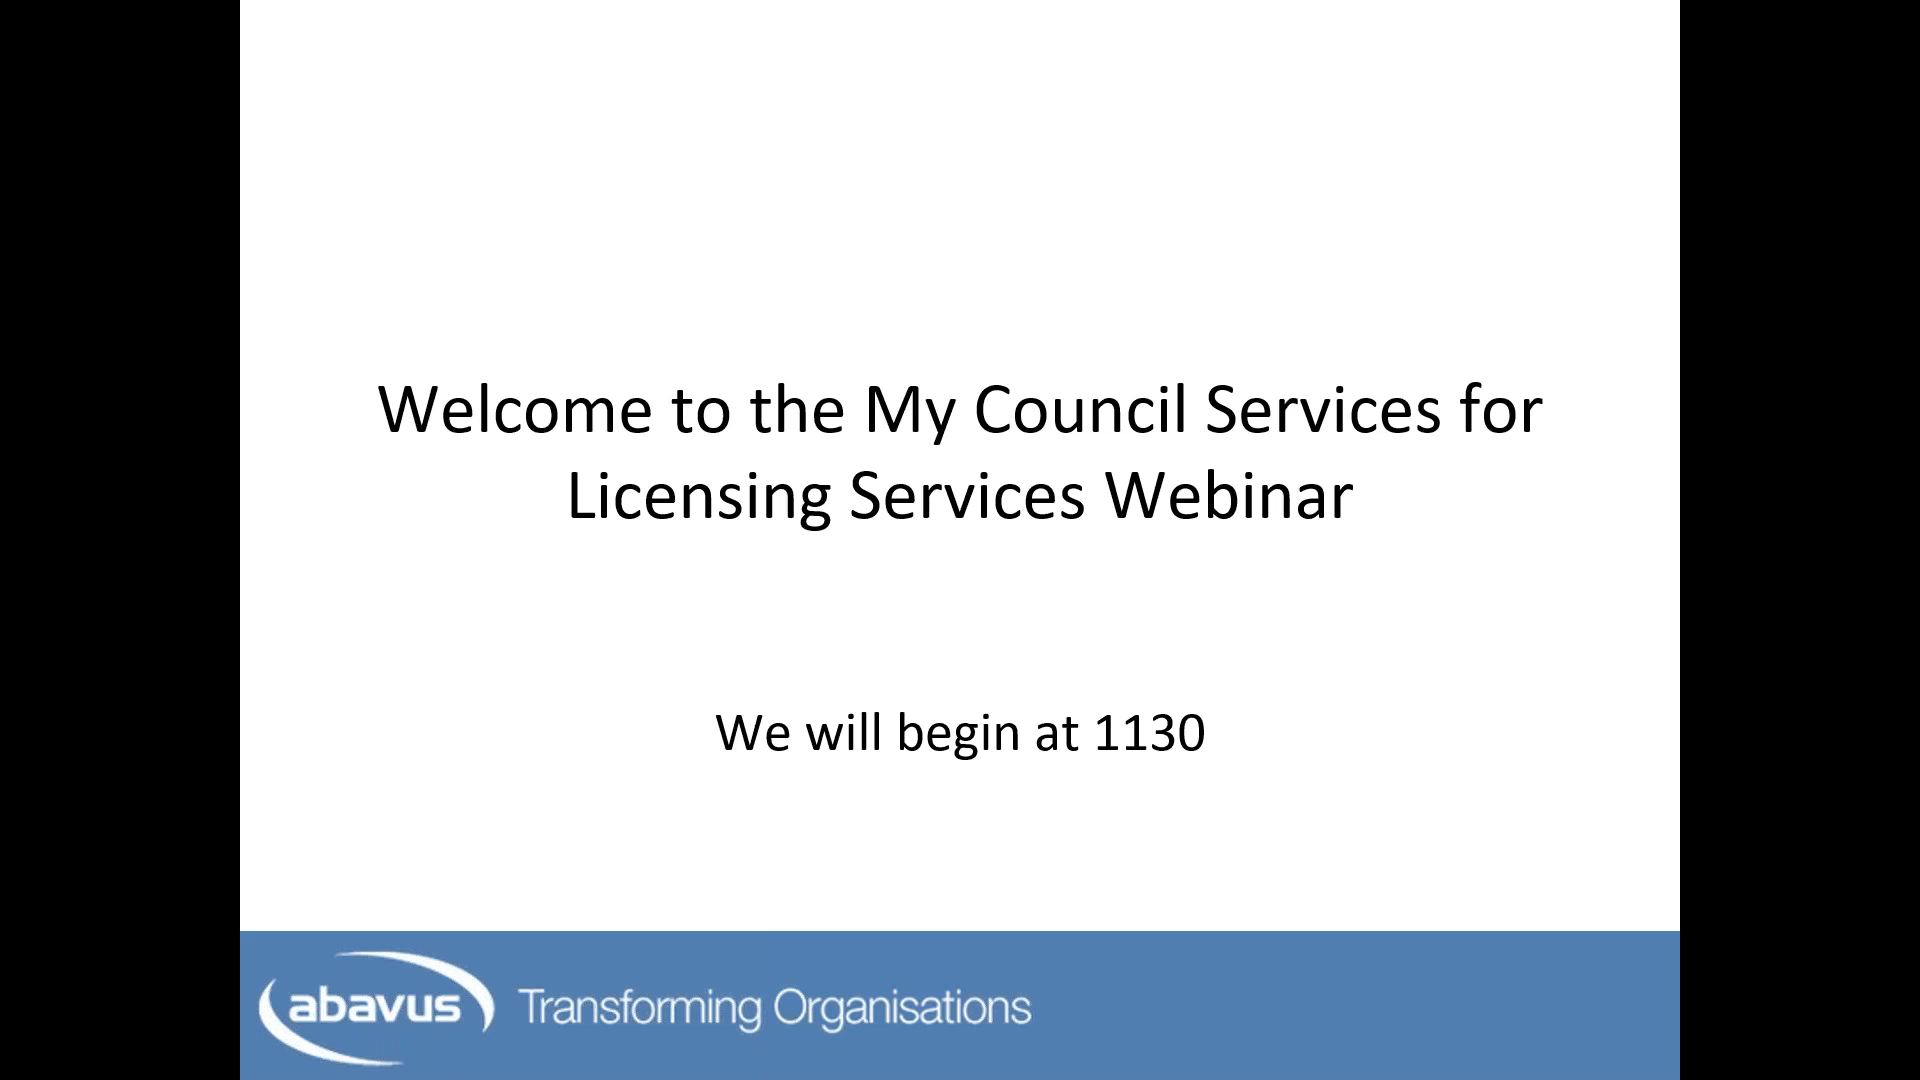 Welcome to the My Council Services for
Licensing Services Webinar
We will begin at 1130
abavus Transforming Organisations